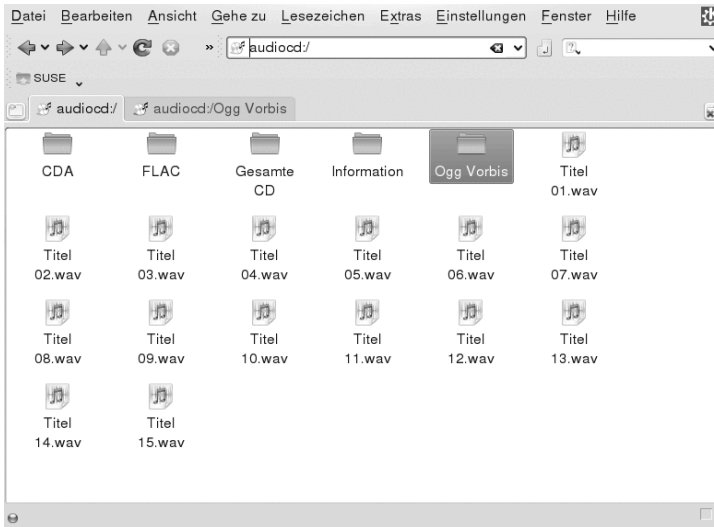 Datei Bearbeiten Ansicht Gehe zu Lesezeichen Extras Einstellungen Fenster Hilfe
audiocd:/
SUSE
audiocd:/ audiocd:/Ogg Vorbis
CDA FLAC Gesamte CD Information Ogg Vorbis Titel 01.wav
Titel 02.wav Titel 03.wav Titel 04.wav Titel 05.wav Titel 06.wav Titel 07.wav
Titel 08.wav Titel 09.wav Titel 10.wav Titel 11.wav Titel 12.wav Titel 13.wav
Titel 14.wav Titel 15.wav